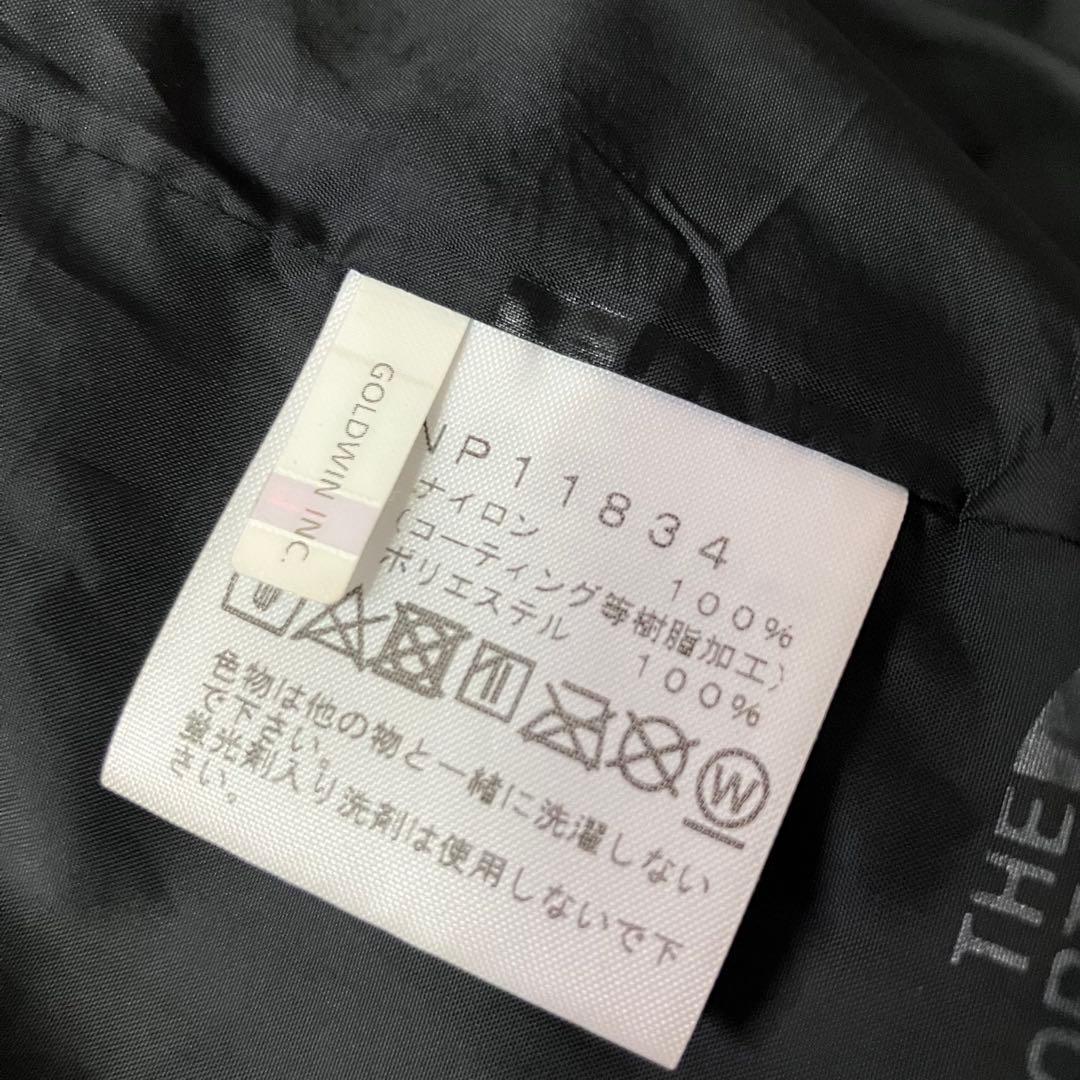 GOLDWIN INC.
NP11834
ナイロン 100%
(コーティング等樹脂加工)
ポリエステル 100%
W
色物は他の物と一緒に洗濯しない
で下さい。
蛍光剤入り洗剤は使用しないで下
さい。
THE